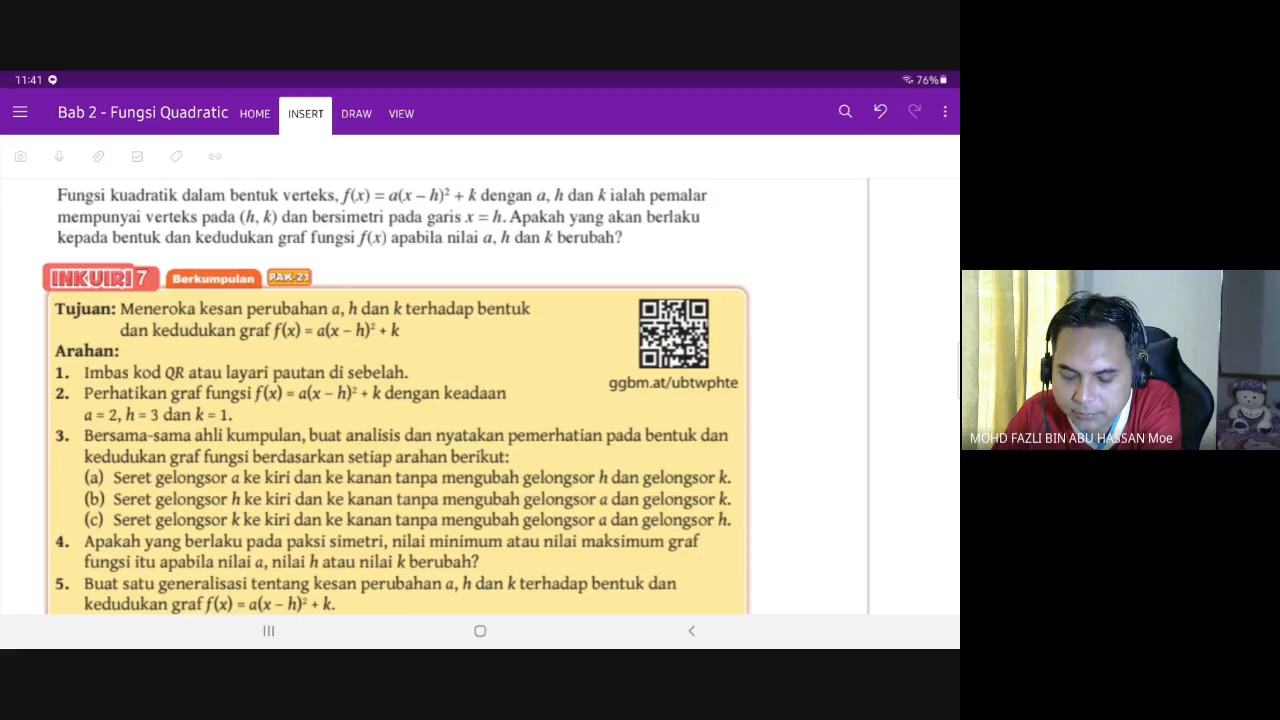 11:41
76%
Bab 2 - Fungsi Quadratic HOME INSERT DRAW VIEW
Fungsi kuadratik dalam bentuk verteks, f(x) = a(x – h)² + k dengan a, h dan k ialah pemalar
mempunyai verteks pada (h, k) dan bersimetri pada garis x = h. Apakah yang akan berlaku
kepada bentuk dan kedudukan graf fungsi f(x) apabila nilai a, h dan k berubah?
INKUIRI 7 Berkumpulan PAK-21
Tujuan: Meneroka kesan perubahan a, h dan k terhadap bentuk
dan kedudukan graf f(x) = a(x – h)² + k
Arahan:
1. Imbas kod QR atau layari pautan di sebelah.
ggbm.at/ubtwphte
2. Perhatikan graf fungsi f(x) = a(x – h)² + k dengan keadaan
a = 2, h = 3 dan k = 1.
3. Bersama-sama ahli kumpulan, buat analisis dan nyatakan pemerhatian pada bentuk dan
kedudukan graf fungsi berdasarkan setiap arahan berikut:
(a) Seret gelongsor a ke kiri dan ke kanan tanpa mengubah gelongsor h dan gelongsor k.
(b) Seret gelongsor h ke kiri dan ke kanan tanpa mengubah gelongsor a dan gelongsor k.
(c) Seret gelongsor k ke kiri dan ke kanan tanpa mengubah gelongsor a dan gelongsor h.
4. Apakah yang berlaku pada paksi simetri, nilai minimum atau nilai maksimum graf
fungsi itu apabila nilai a, nilai h atau nilai k berubah?
5. Buat satu generalisasi tentang kesan perubahan a, h dan k terhadap bentuk dan
kedudukan graf f(x) = a(x – h)² + k.
MOHD FAZLI BIN ABU HASSAN Moe